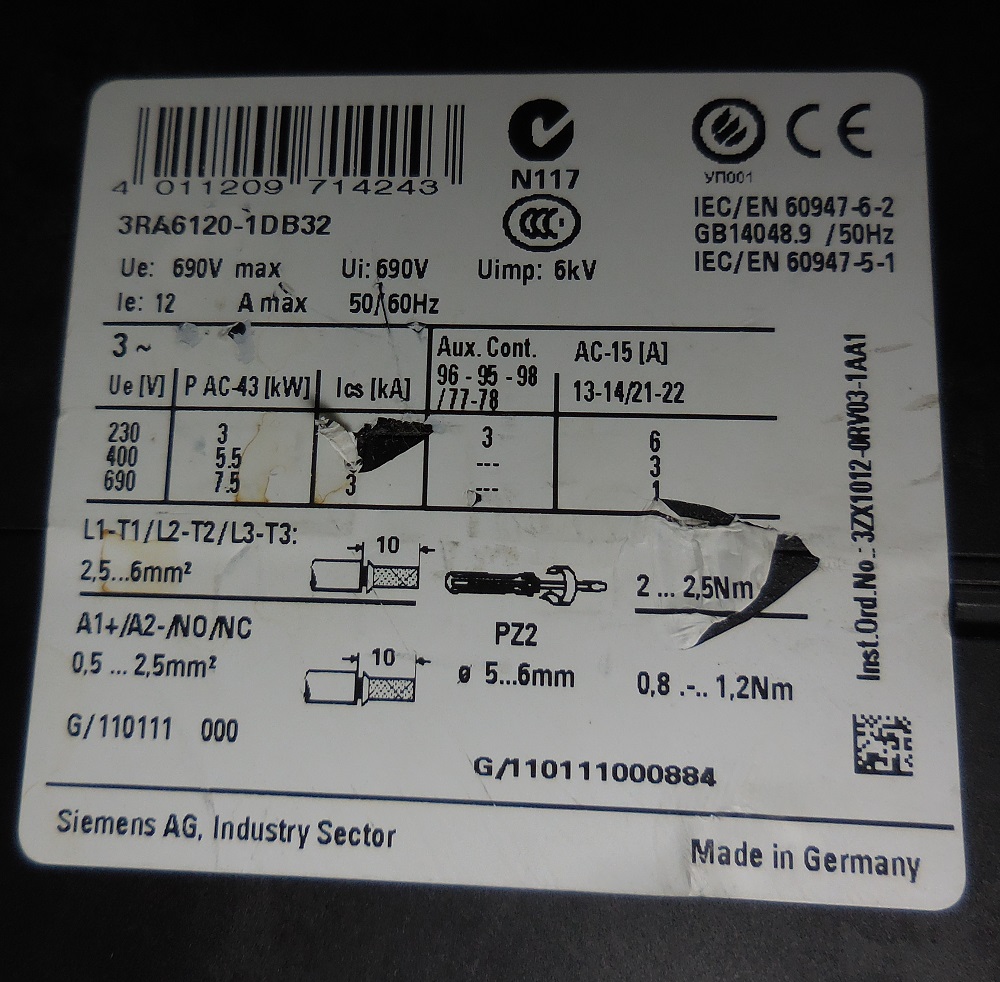 4 011209 714243
N117
УП001
CE
3RA6120-1DB32
CCC
IEC/EN 60947-6-2
GB14048.9 /50Hz
IEC/EN 60947-5-1
Ue: 690V max Ui: 690V Uimp: 6kV
Ie: 12 A max 50/60Hz
3 ~ Aux. Cont. AC-15 [A]
Ue [V] P AC-43 [kW] Ics [kA] 96 - 95 - 98 13-14/21-22
/77-78
230 3 3 6
400 5.5 --- 3
690 7.5 3 --- 1
L1-T1/L2-T2/L3-T3: 10
2,5...6mm² 2 ... 2,5Nm
A1+/A2-/NO/NC PZ2
0,5 ... 2,5mm² 10 ø 5...6mm 0,8 ... 1,2Nm
G/110111 000
G/110111000884
Inst.Ord.No.: 3ZX1012-0RV03-1AA1
Siemens AG, Industry Sector
Made in Germany